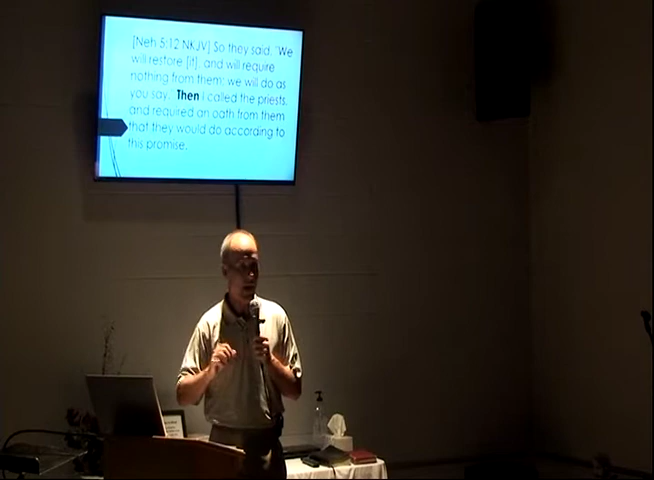 [Neh 5:12 NKJV] So they said, "We
will restore [it], and will require
nothing from them; we will do as
you say." Then I called the priests,
and required an oath from them
that they would do according to
this promise.